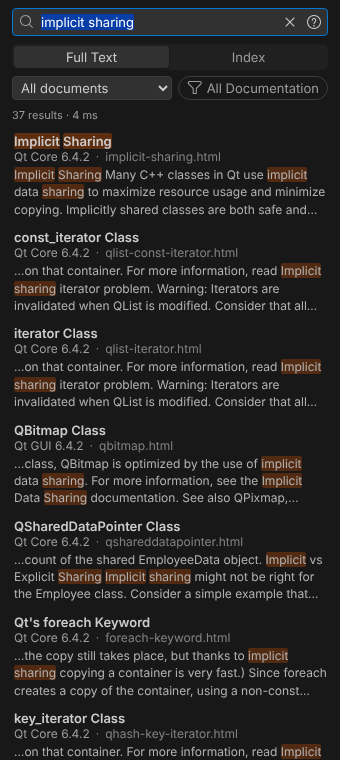 implicit sharing
Full Text
Index
All documents
All Documentation
37 results · 4 ms
Implicit Sharing
Qt Core 6.4.2 · implicit-sharing.html
Implicit Sharing Many C++ classes in Qt use implicit
data sharing to maximize resource usage and minimize
copying. Implicitly shared classes are both safe and...
const_iterator Class
Qt Core 6.4.2 · qlist-const-iterator.html
...on that container. For more information, read Implicit
sharing iterator problem. Warning: Iterators are
invalidated when QList is modified. Consider that all...
iterator Class
Qt Core 6.4.2 · qlist-iterator.html
...on that container. For more information, read Implicit
sharing iterator problem. Warning: Iterators are
invalidated when QList is modified. Consider that all...
QBitmap Class
Qt GUI 6.4.2 · qbitmap.html
...class, QBitmap is optimized by the use of implicit
data sharing. For more information, see the Implicit
Data Sharing documentation. See also QPixmap,...
QSharedDataPointer Class
Qt Core 6.4.2 · qshareddatapointer.html
...count of the shared EmployeeData object. Implicit vs
Explicit Sharing Implicit sharing might not be right for
the Employee class. Consider a simple example that...
Qt's foreach Keyword
Qt Core 6.4.2 · foreach-keyword.html
...the copy still takes place, but thanks to implicit
sharing copying a container is very fast.) Since foreach
creates a copy of the container, using a non-const...
key_iterator Class
Qt Core 6.4.2 · qhash-key-iterator.html
...on that container. For more information, read Implicit